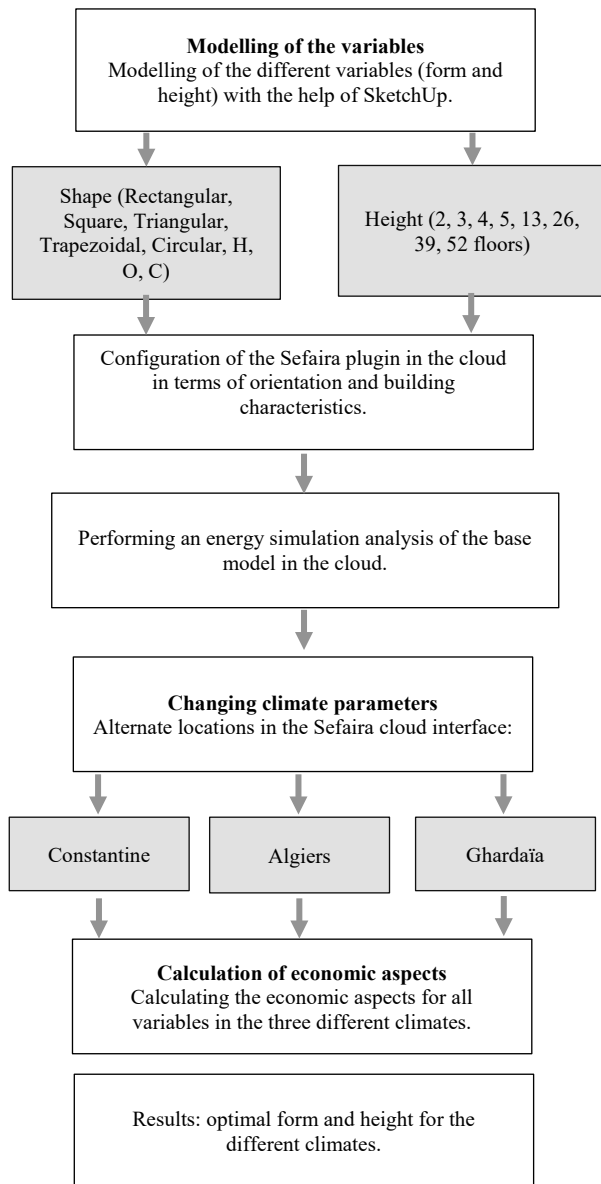 Modelling of the variables
Modelling of the different variables (form and
height) with the help of SketchUp.
Shape (Rectangular,
Square, Triangular,
Trapezoidal, Circular, H,
O, C)
Height (2, 3, 4, 5, 13, 26,
39, 52 floors)
Configuration of the Sefaira plugin in the cloud
in terms of orientation and building
characteristics.
Performing an energy simulation analysis of the base
model in the cloud.
Changing climate parameters
Alternate locations in the Sefaira cloud interface:
Constantine
Algiers
Ghardaïa
Calculation of economic aspects
Calculating the economic aspects for all
variables in the three different climates.
Results: optimal form and height for the
different climates.